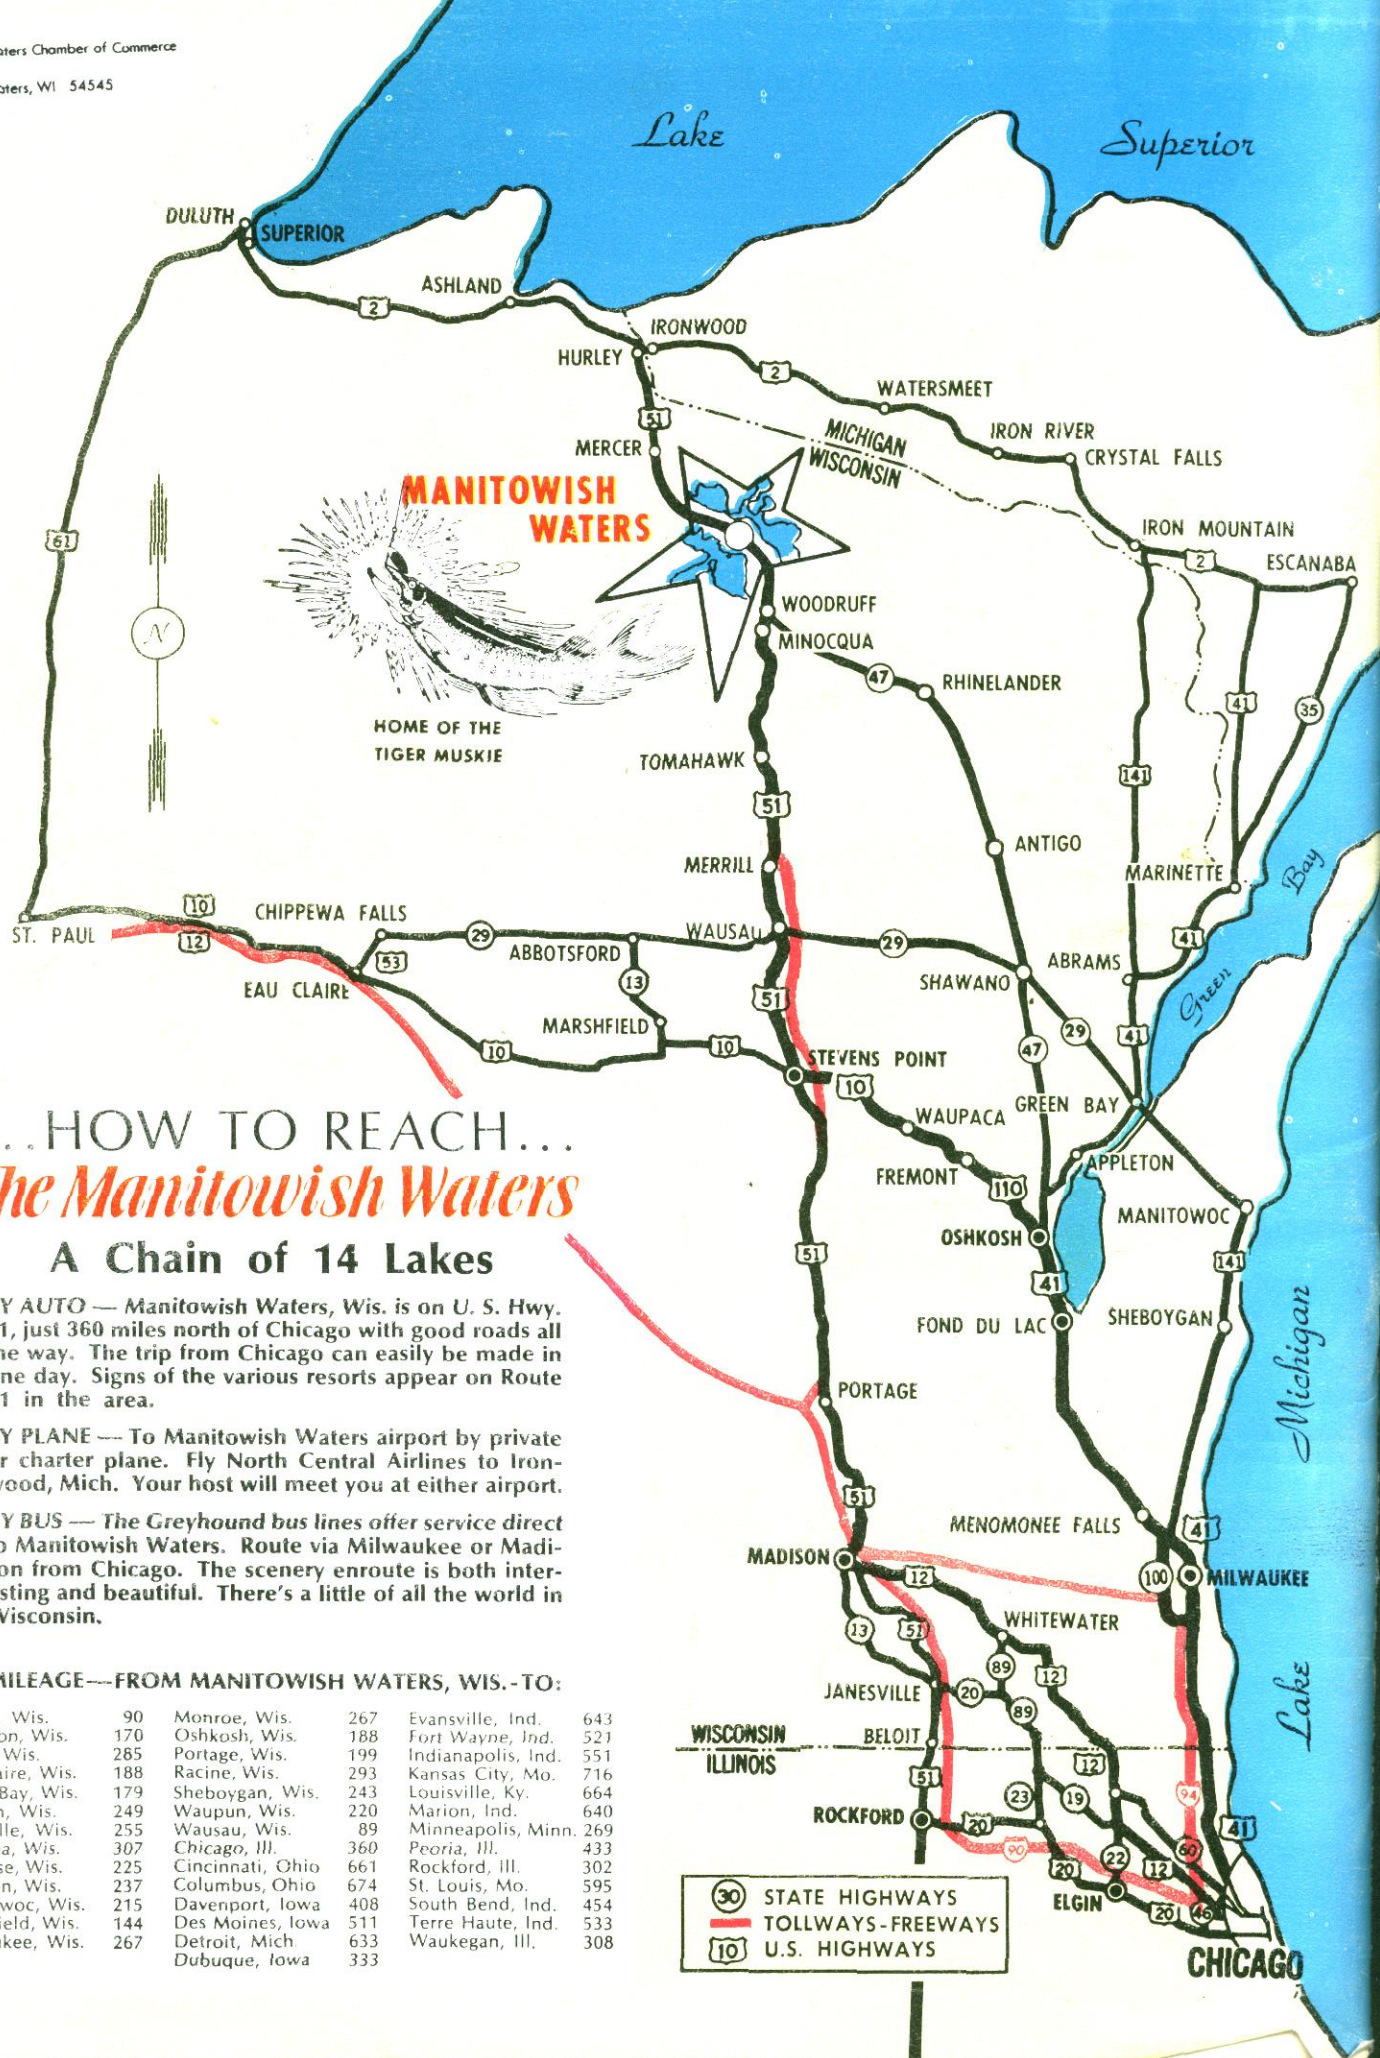 aters Chamber of Commerce
aters, WI 54545
Lake
Superior
DULUTH
SUPERIOR
ASHLAND
2
IRONWOOD
HURLEY
2
WATERSMEET
51
MICHIGAN
WISCONSIN
IRON RIVER
CRYSTAL FALLS
MERCER
MANITOWISH
WATERS
61
IRON MOUNTAIN
2
ESCANABA
N
WOODRUFF
MINOCQUA
47
RHINELANDER
41
35
HOME OF THE
TIGER MUSKIE
TOMAHAWK
141
51
ANTIGO
MERRILL
MARINETTE
Bay
10
12
ST. PAUL
CHIPPEWA FALLS
53
29
ABBOTSFORD
WAUSAU
29
41
EAU CLAIRE
13
51
SHAWANO
ABRAMS
Green
MARSHFIELD
10
10
STEVENS POINT
10
47
29
41
WAUPACA
GREEN BAY
FREMONT
110
APPLETON
MANITOWOC
OSHKOSH
51
41
141
FOND DU LAC
SHEBOYGAN
Michigan
..HOW TO REACH...
he Manitowish Waters
A Chain of 14 Lakes
Y AUTO — Manitowish Waters, Wis. is on U. S. Hwy.
1, just 360 miles north of Chicago with good roads all
he way. The trip from Chicago can easily be made in
ne day. Signs of the various resorts appear on Route
1 in the area.
Y PLANE — To Manitowish Waters airport by private
r charter plane. Fly North Central Airlines to Iron-
wood, Mich. Your host will meet you at either airport.
Y BUS — The Greyhound bus lines offer service direct
o Manitowish Waters. Route via Milwaukee or Madi-
on from Chicago. The scenery enroute is both inter-
sting and beautiful. There's a little of all the world in
Wisconsin.
PORTAGE
51
MENOMONEE FALLS
41
MADISON
12
100
MILWAUKEE
13
51
WHITEWATER
89
12
JANESVILLE
20
89
Lake
WISCONSIN
ILLINOIS
BELOIT
12
51
23
19
94
ROCKFORD
20
90
41
20
22
12
60
ELGIN
20
46
CHICAGO
MILEAGE—FROM MANITOWISH WATERS, WIS.-TO:
Wis. 90 Monroe, Wis. 267 Evansville, Ind. 643
on, Wis. 170 Oshkosh, Wis. 188 Fort Wayne, Ind. 521
Wis. 285 Portage, Wis. 199 Indianapolis, Ind. 551
aire, Wis. 188 Racine, Wis. 293 Kansas City, Mo. 716
Bay, Wis. 179 Sheboygan, Wis. 243 Louisville, Ky. 664
n, Wis. 249 Waupun, Wis. 220 Marion, Ind. 640
lle, Wis. 255 Wausau, Wis. 89 Minneapolis, Minn. 269
a, Wis. 307 Chicago, Ill. 360 Peoria, Ill. 433
se, Wis. 225 Cincinnati, Ohio 661 Rockford, Ill. 302
n, Wis. 237 Columbus, Ohio 674 St. Louis, Mo. 595
woc, Wis. 215 Davenport, Iowa 408 South Bend, Ind. 454
ield, Wis. 144 Des Moines, Iowa 511 Terre Haute, Ind. 533
ukee, Wis. 267 Detroit, Mich 633 Waukegan, Ill. 308
Dubuque, Iowa 333
30 STATE HIGHWAYS
TOLLWAYS-FREEWAYS
10 U.S. HIGHWAYS